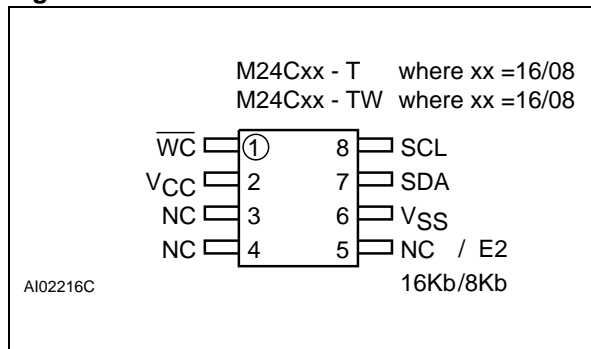 M24Cxx - T where xx =16/08
M24Cxx - TW where xx =16/08
WC 1 8 SCL
VCC 2 7 SDA
NC 3 6 VSS
NC 4 5 NC / E2
16Kb/8Kb
AI02216C